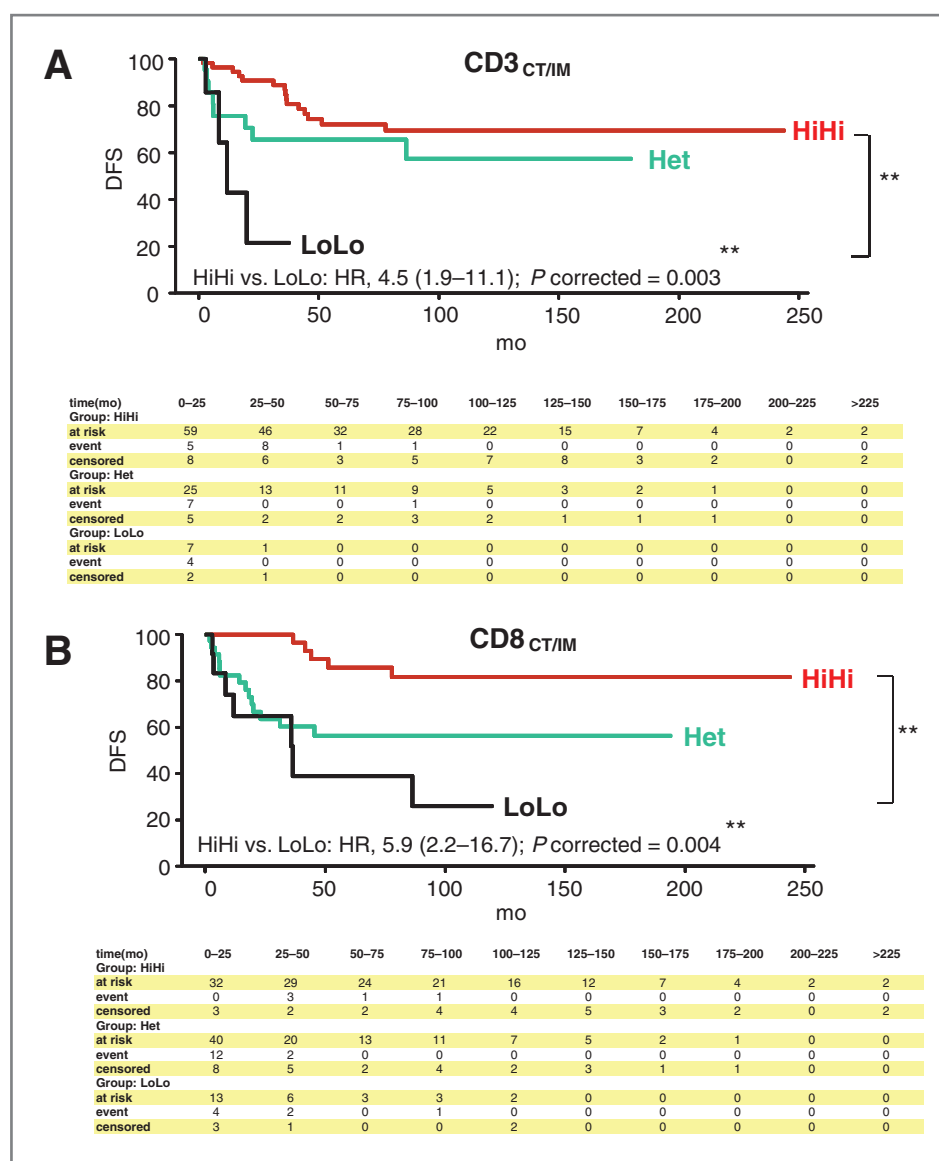 A
CD3 CT/IM
100
80
60
40
20
0
DFS
HiHi
Het
LoLo
**
**
HiHi vs. LoLo: HR, 4.5 (1.9–11.1); P corrected = 0.003
0 50 100 150 200 250
mo
time(mo) 0–25 25–50 50–75 75–100 100–125 125–150 150–175 175–200 200–225 >225
Group: HiHi
at risk 59 46 32 28 22 15 7 4 2 2
event 5 8 1 1 0 0 0 0 0 0
censored 8 6 3 5 7 8 3 2 0 2
Group: Het
at risk 25 13 11 9 5 3 2 1 0 0
event 7 0 0 1 0 0 0 0 0 0
censored 5 2 2 3 2 1 1 1 0 0
Group: LoLo
at risk 7 1 0 0 0 0 0 0 0 0
event 4 0 0 0 0 0 0 0 0 0
censored 2 1 0 0 0 0 0 0 0 0
B
CD8 CT/IM
100
80
60
40
20
0
DFS
HiHi
Het
LoLo
**
**
HiHi vs. LoLo: HR, 5.9 (2.2–16.7); P corrected = 0.004
0 50 100 150 200 250
mo
time(mo) 0–25 25–50 50–75 75–100 100–125 125–150 150–175 175–200 200–225 >225
Group: HiHi
at risk 32 29 24 21 16 12 7 4 2 2
event 0 3 1 1 0 0 0 0 0 0
censored 3 2 2 4 4 5 3 2 0 2
Group: Het
at risk 40 20 13 11 7 5 2 1 0 0
event 12 2 0 0 0 0 0 0 0 0
censored 8 5 2 4 2 3 1 1 0 0
Group: LoLo
at risk 13 6 3 3 2 0 0 0 0 0
event 4 2 0 1 0 0 0 0 0 0
censored 3 1 0 0 2 0 0 0 0 0